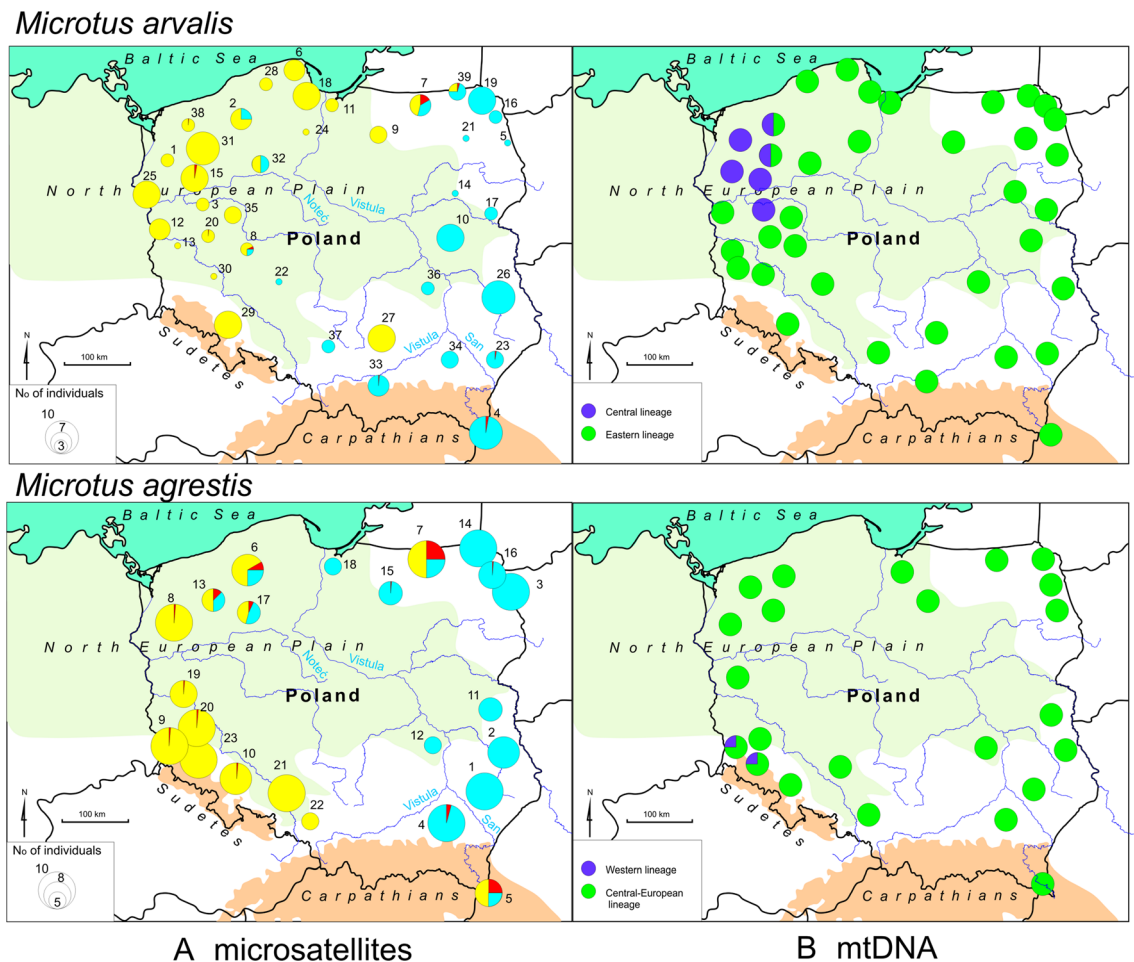 Microtus arvalis
Baltic Sea
6
28
18
11
7
39
19
16
21
5
38
2
24
9
1
31
32
15
25
North European Plain
14
3
35
Noteć
Vistula
17
12
20
8
Poland
10
13
30
22
36
26
29
37
27
Vistula
34
San
23
33
Sudetes
N
100 km
4
Carpathians
No of individuals
10
7
3
Baltic Sea
North European Plain
Poland
Sudetes
N
100 km
Carpathians
Central lineage
Eastern lineage
Microtus agrestis
Baltic Sea
14
7
6
18
16
15
3
13
17
8
North European Plain
Noteć
Vistula
19
Poland
11
20
9
23
12
2
10
21
1
22
Vistula
4
San
Sudetes
N
100 km
5
Carpathians
No of individuals
10
8
5
Baltic Sea
North European Plain
Poland
Sudetes
N
100 km
Carpathians
Western lineage
Central-European
lineage
A microsatellites
B mtDNA